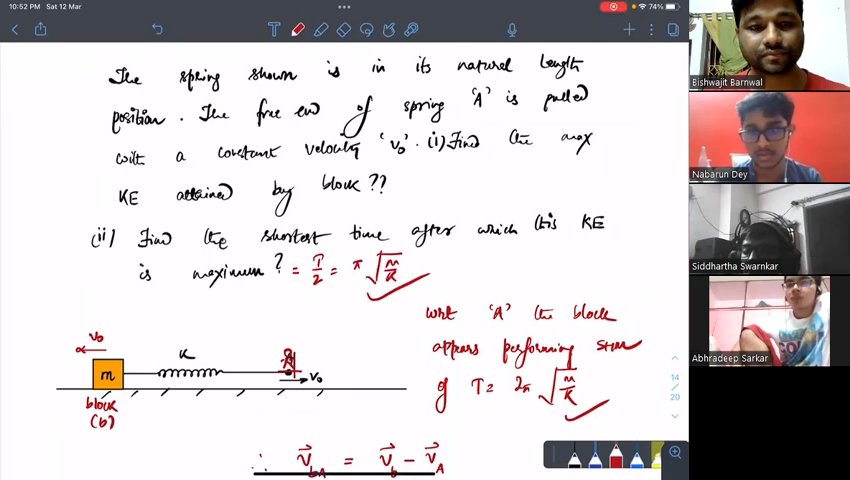 10:52 PM Sat 12 Mar
74%
The spring shown is in its natural length
position. The free end of spring 'A' is pulled
with a constant velocity 'v₀'. (i) Find the max
KE attained by block??
(ii) Find the shortest time after which this KE
is maximum? = T/2 = π √(m/K)
wrt 'A' the block
appears performing SHM
of T = 2π √(m/K)
v₀
K
A
m
v₀
block
(b)
∴ v⃗_bA = v⃗_b − v⃗_A
14
20
Bishwajit Barnwal
Nabarun Dey
Siddhartha Swarnkar
Abhradeep Sarkar